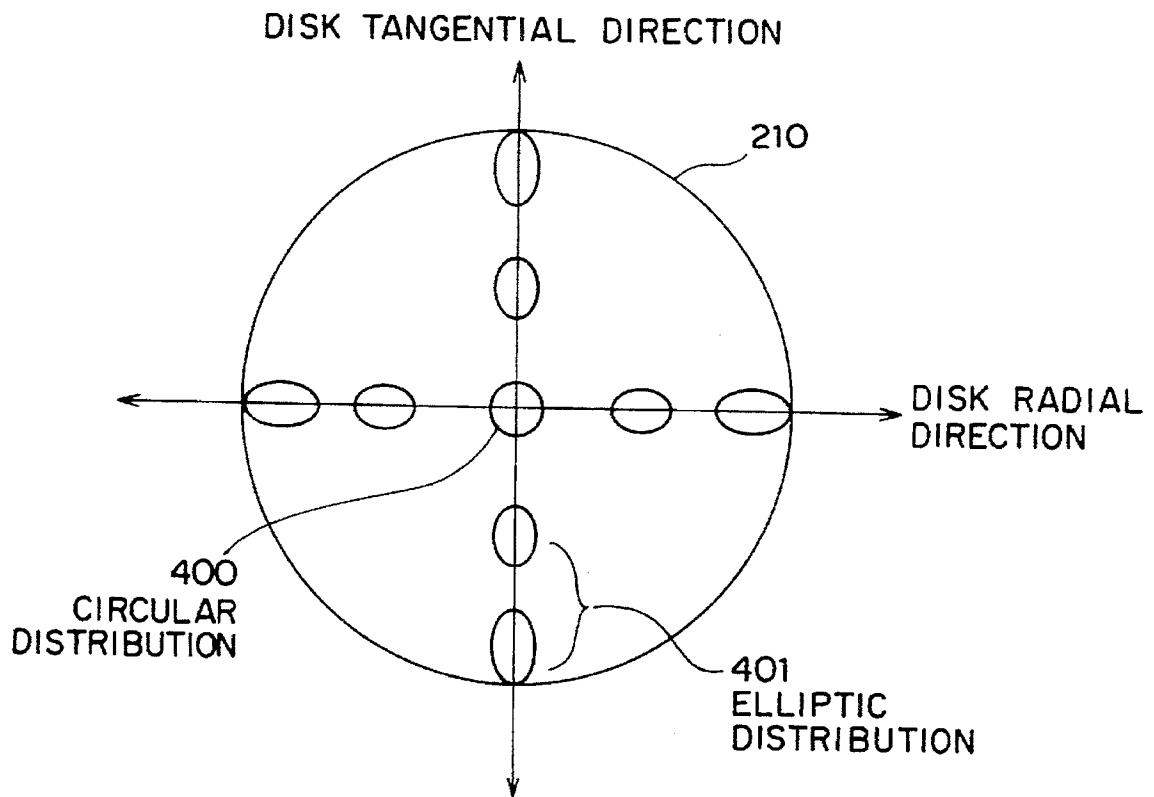 DISK TANGENTIAL DIRECTION
210
DISK RADIAL
DIRECTION
400
CIRCULAR
DISTRIBUTION
401
ELLIPTIC
DISTRIBUTION